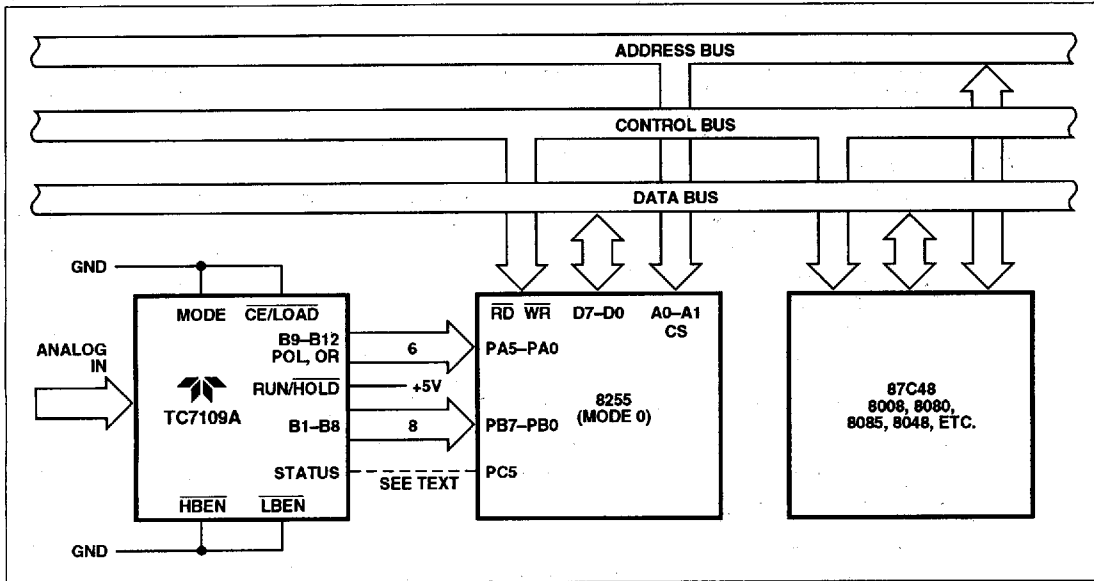 ADDRESS BUS
CONTROL BUS
DATA BUS
GND
MODE CE/LOAD
ANALOG
IN
B9–B12
POL, OR
6
RUN/HOLD
+5V
TC7109A
B1–B8
8
STATUS
SEE TEXT
HBEN LBEN
GND
RD WR D7–D0 A0–A1
CS
PA5–PA0
8255
(MODE 0)
PB7–PB0
PC5
87C48
8008, 8080,
8085, 8048, ETC.